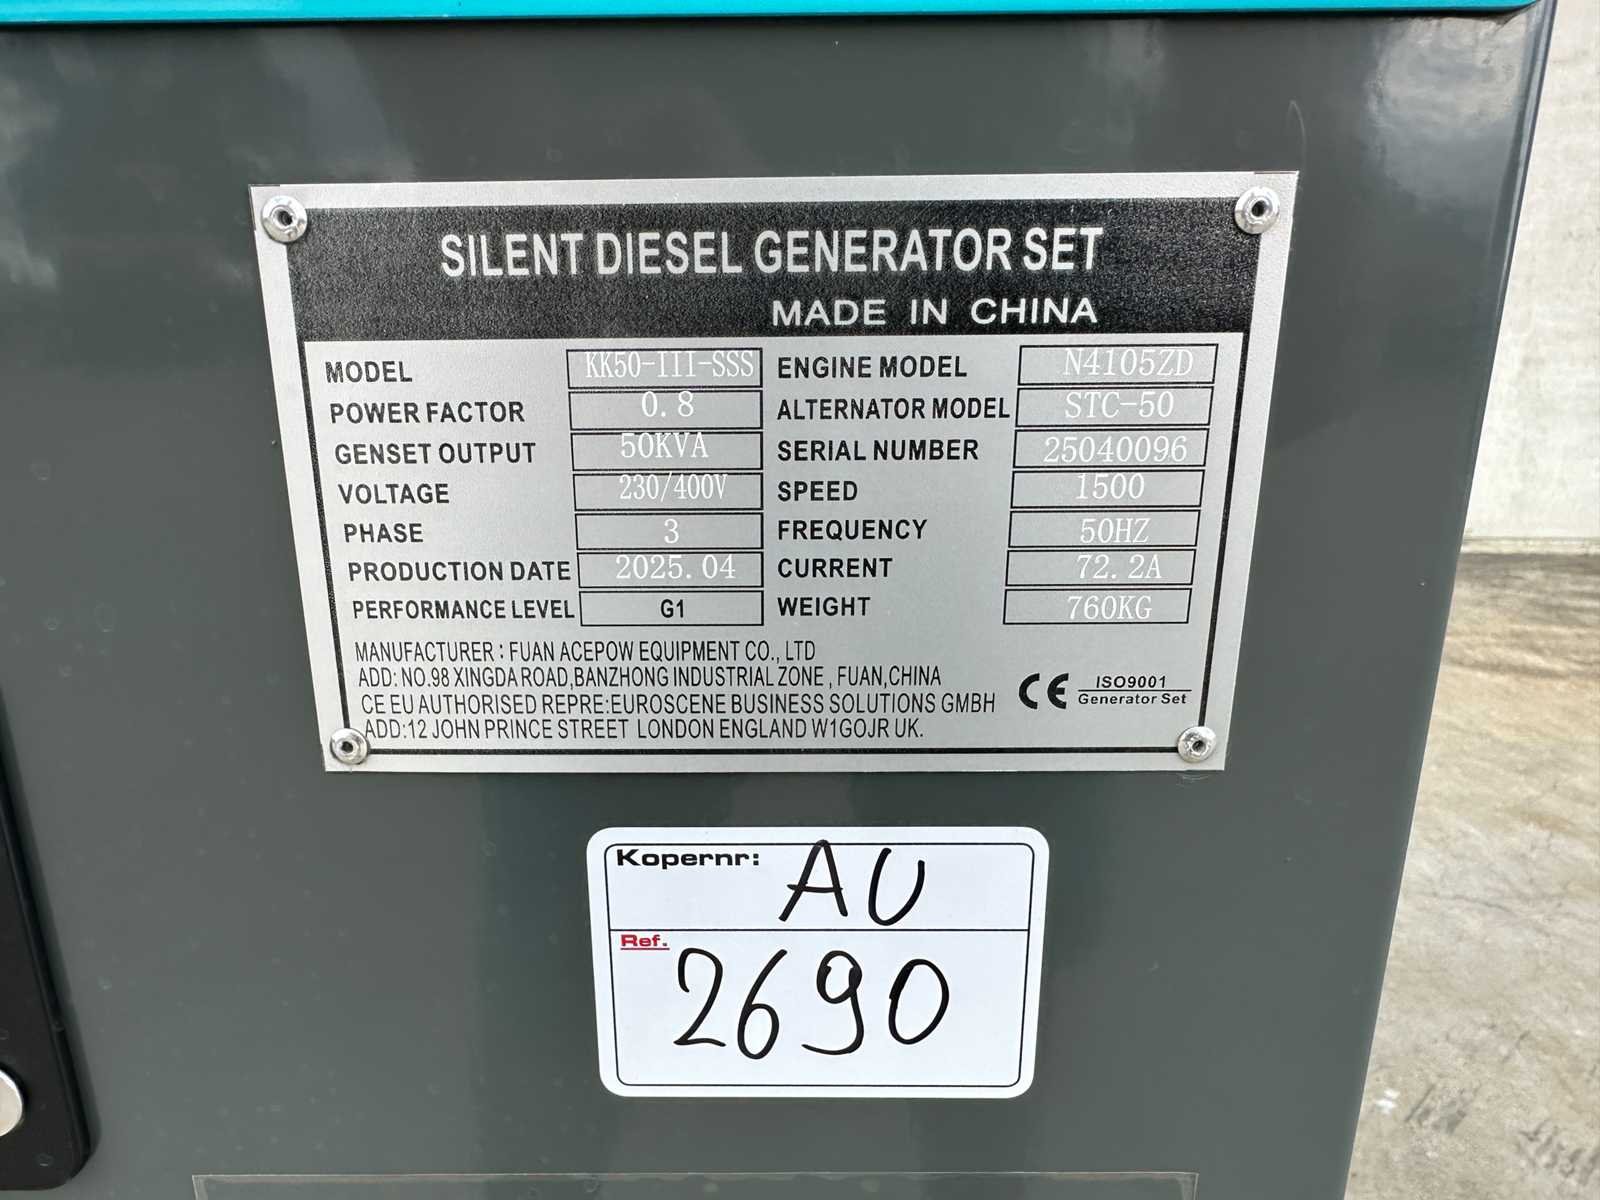 SILENT DIESEL GENERATOR SET
MADE IN CHINA
MODEL KK50-III-SSS ENGINE MODEL N4105ZD
POWER FACTOR 0.8 ALTERNATOR MODEL STC-50
GENSET OUTPUT 50KVA SERIAL NUMBER 25040096
VOLTAGE 230/400V SPEED 1500
PHASE 3 FREQUENCY 50HZ
PRODUCTION DATE 2025.04 CURRENT 72.2A
PERFORMANCE LEVEL G1 WEIGHT 760KG
MANUFACTURER : FUAN ACEPOW EQUIPMENT CO., LTD
ADD: NO.98 XINGDA ROAD,BANZHONG INDUSTRIAL ZONE , FUAN,CHINA
CE EU AUTHORISED REPRE:EUROSCENE BUSINESS SOLUTIONS GMBH
ADD:12 JOHN PRINCE STREET LONDON ENGLAND W1GOJR UK.
CE ISO9001
Generator Set
Kopernr: AU
Ref. 2690